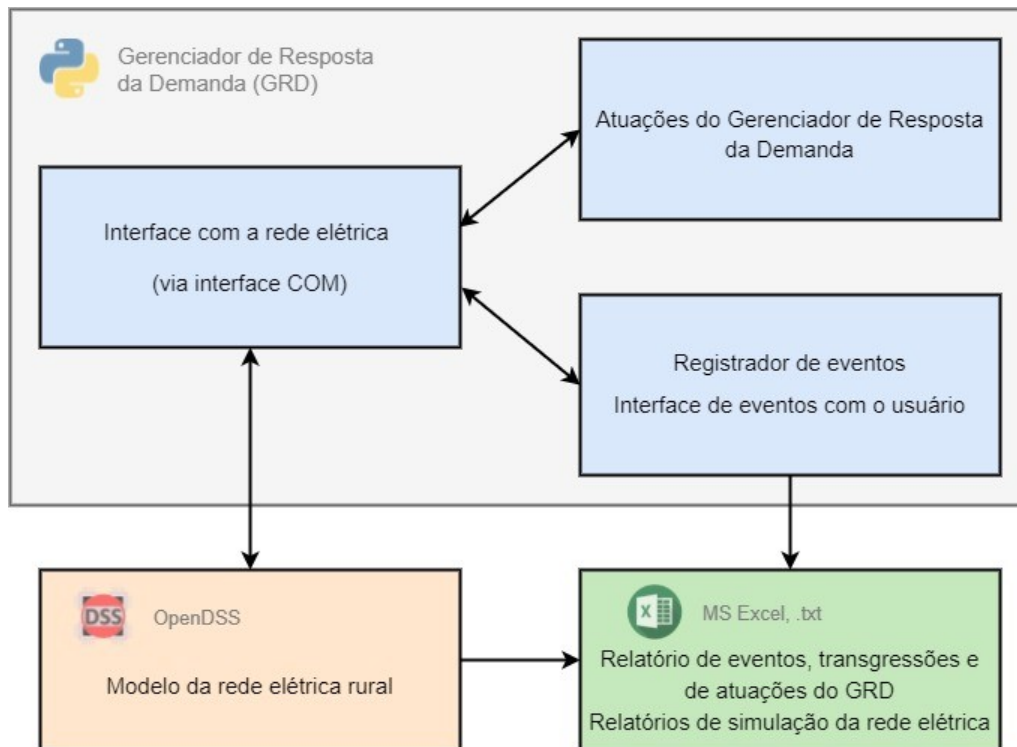 Gerenciador de Resposta
da Demanda (GRD)
Atuações do Gerenciador de Resposta
da Demanda
Interface com a rede elétrica
(via interface COM)
Registrador de eventos
Interface de eventos com o usuário
DSS
OpenDSS
Modelo da rede elétrica rural
X
MS Excel, .txt
Relatório de eventos, transgressões e
de atuações do GRD
Relatórios de simulação da rede elétrica